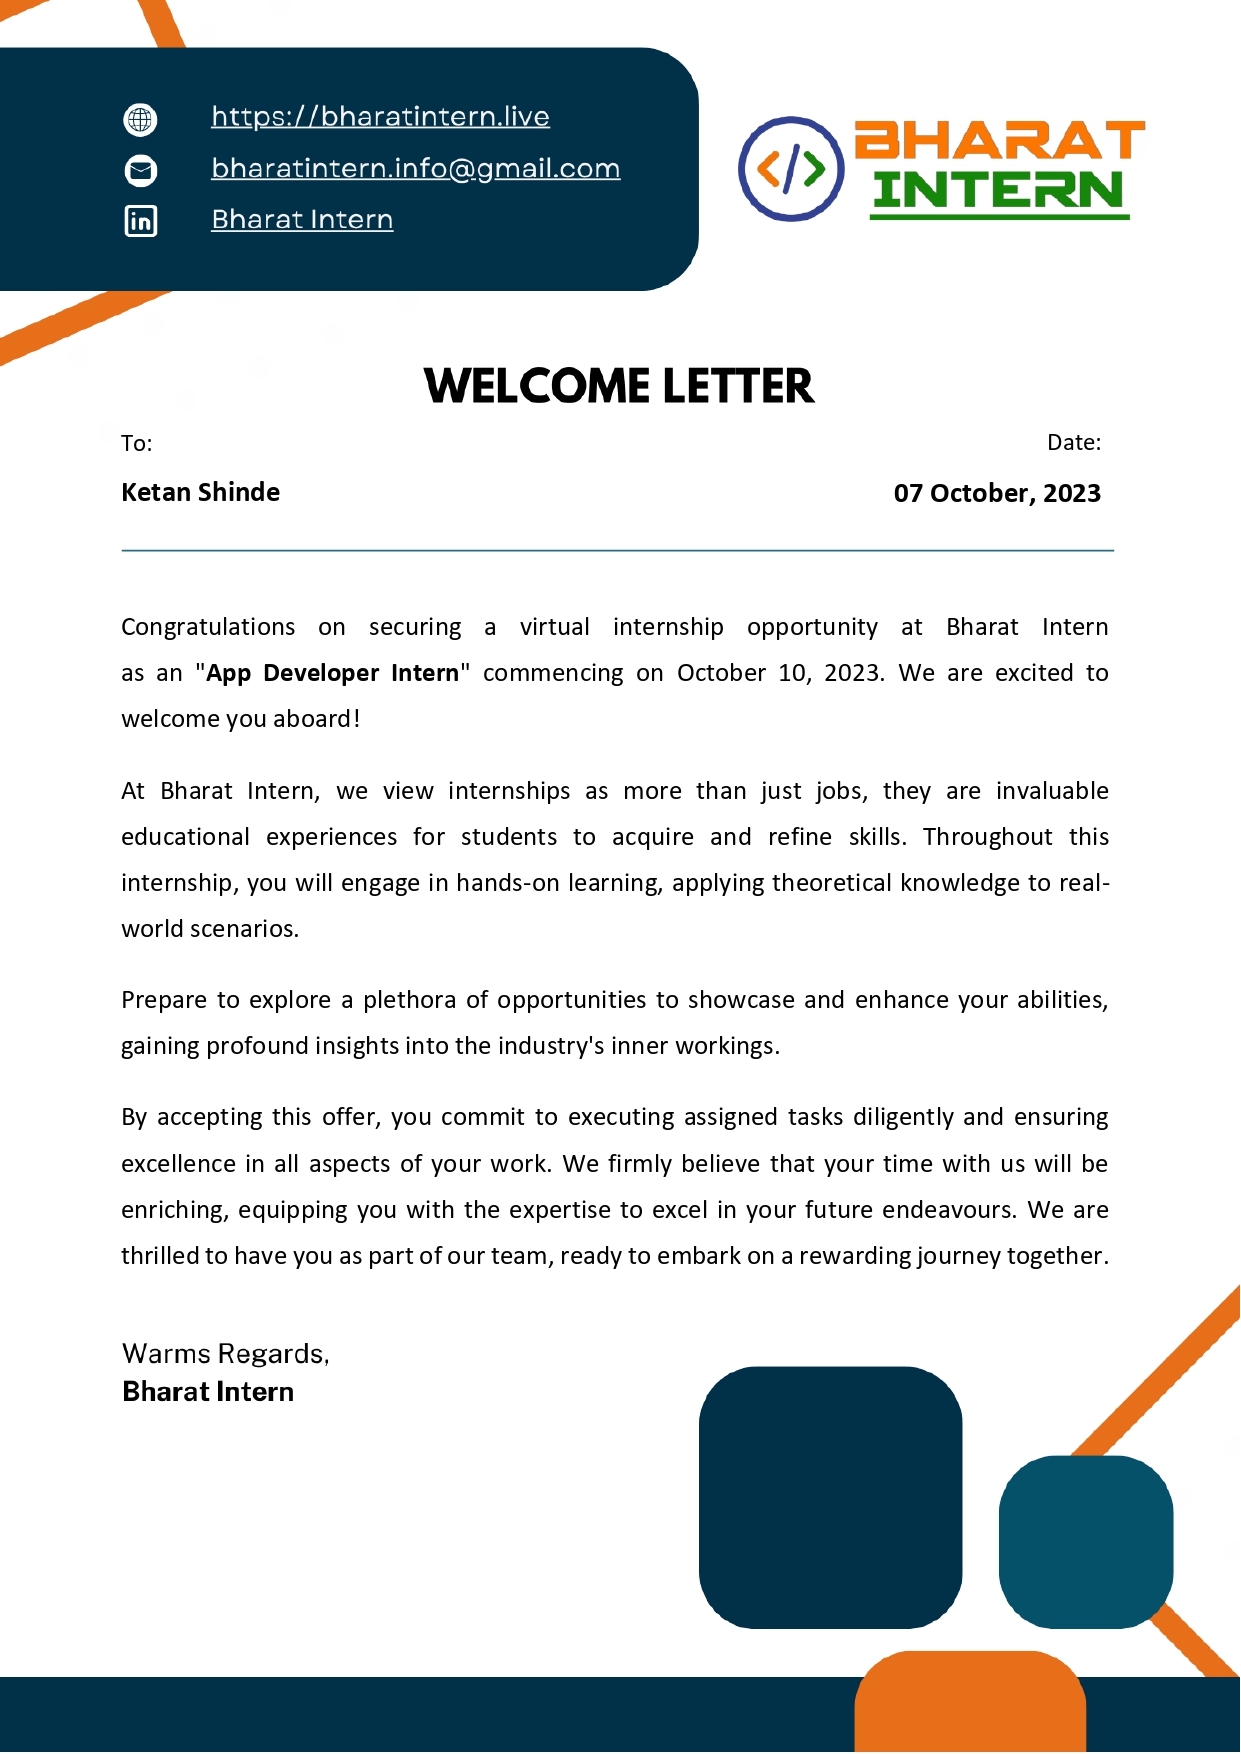 https://bharatintern.live
bharatintern.info@gmail.com
Bharat Intern
BHARAT
INTERN
WELCOME LETTER
To:
Date:
Ketan Shinde
07 October, 2023
Congratulations on securing a virtual internship opportunity at Bharat Intern
as an "App Developer Intern" commencing on October 10, 2023. We are excited to
welcome you aboard!
At Bharat Intern, we view internships as more than just jobs, they are invaluable
educational experiences for students to acquire and refine skills. Throughout this
internship, you will engage in hands-on learning, applying theoretical knowledge to real-
world scenarios.
Prepare to explore a plethora of opportunities to showcase and enhance your abilities,
gaining profound insights into the industry's inner workings.
By accepting this offer, you commit to executing assigned tasks diligently and ensuring
excellence in all aspects of your work. We firmly believe that your time with us will be
enriching, equipping you with the expertise to excel in your future endeavours. We are
thrilled to have you as part of our team, ready to embark on a rewarding journey together.
Warms Regards,
Bharat Intern